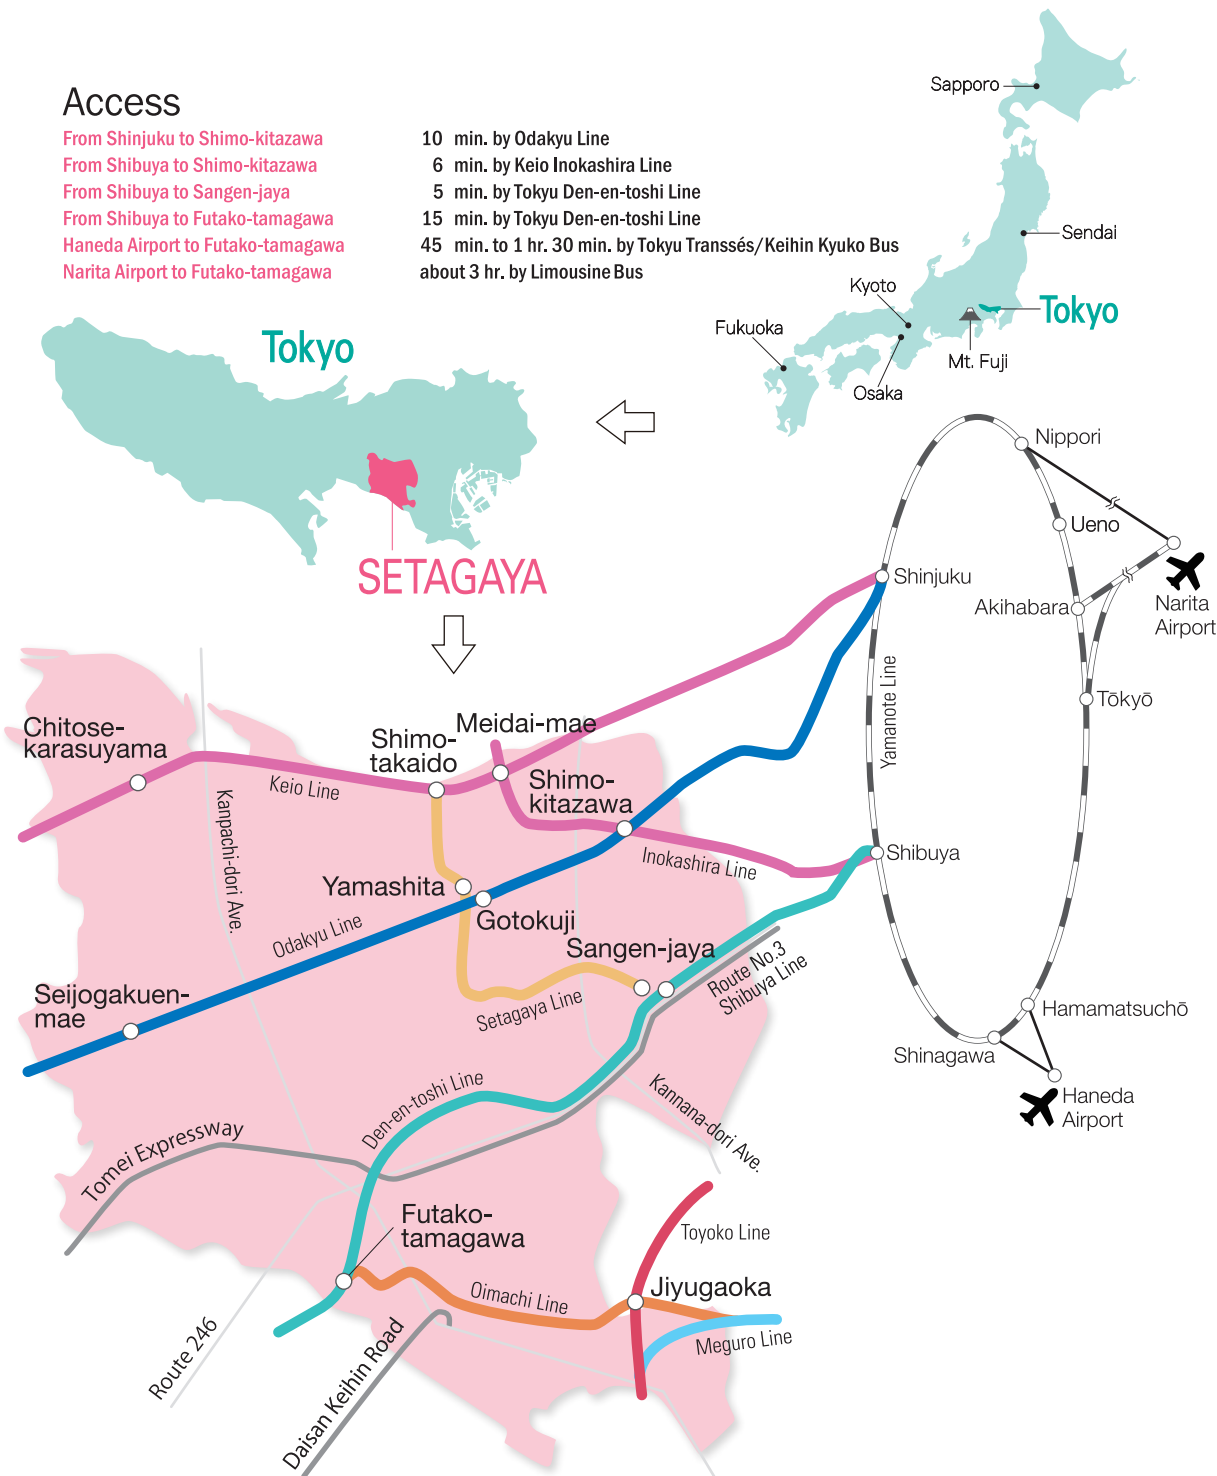 Access
From Shinjuku to Shimo-kitazawa 10 min. by Odakyu Line
From Shibuya to Shimo-kitazawa 6 min. by Keio Inokashira Line
From Shibuya to Sangen-jaya 5 min. by Tokyu Den-en-toshi Line
From Shibuya to Futako-tamagawa 15 min. by Tokyu Den-en-toshi Line
Haneda Airport to Futako-tamagawa 45 min. to 1 hr. 30 min. by Tokyu Transsés/Keihin Kyuko Bus
Narita Airport to Futako-tamagawa about 3 hr. by Limousine Bus
Sapporo
Sendai
Kyoto
Tokyo
Fukuoka
Mt. Fuji
Osaka
Tokyo
SETAGAYA
Nippori
Ueno
Shinjuku
Akihabara
Narita
Airport
Yamanote Line
Tōkyō
Shibuya
Hamamatsuchō
Shinagawa
Haneda
Airport
Chitose-
karasuyama
Shimo-
takaido
Meidai-mae
Keio Line
Shimo-
kitazawa
Kanpachi-dori Ave.
Inokashira Line
Yamashita
Gotokuji
Odakyu Line
Sangen-jaya
Route No.3
Shibuya Line
Seijogakuen-
mae
Setagaya Line
Den-en-toshi Line
Kannana-dori Ave.
Tomei Expressway
Futako-
tamagawa
Toyoko Line
Oimachi Line
Jiyugaoka
Meguro Line
Route 246
Daisan Keihin Road